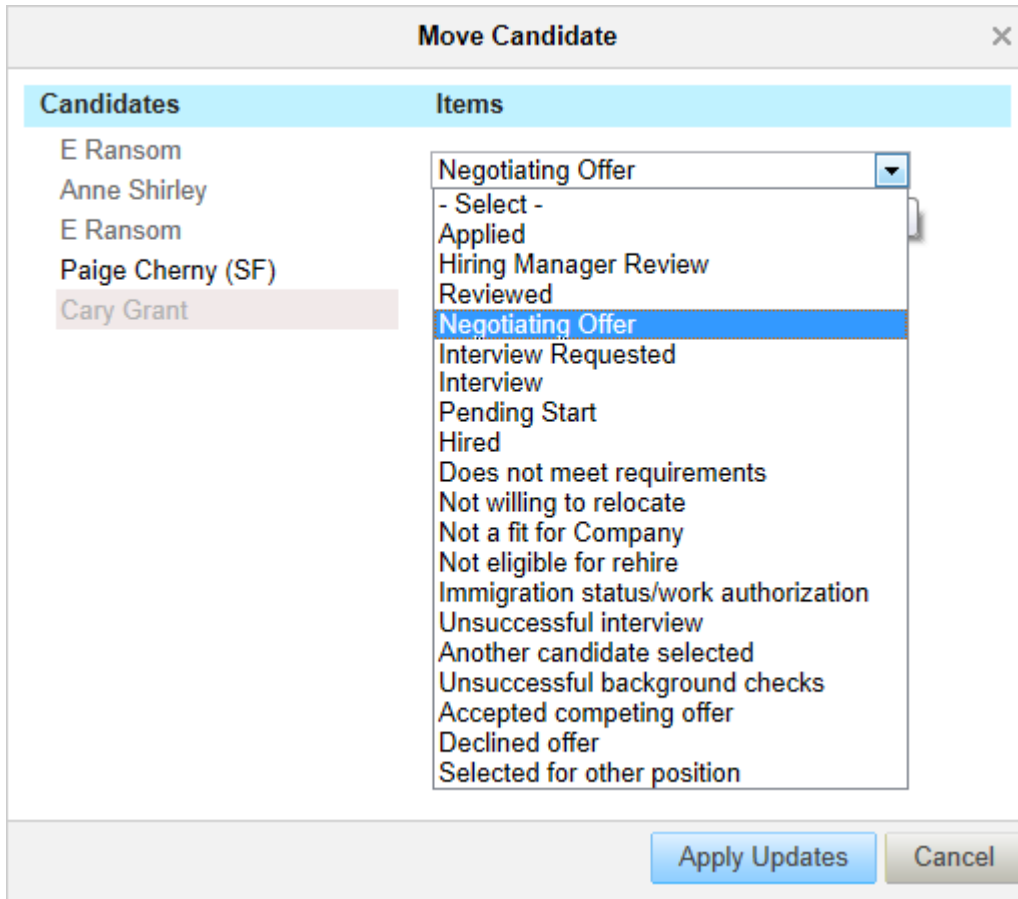 Move Candidate
Candidates Items
E Ransom
Anne Shirley
E Ransom
Paige Cherny (SF)
Cary Grant
Negotiating Offer
- Select -
Applied
Hiring Manager Review
Reviewed
Negotiating Offer
Interview Requested
Interview
Pending Start
Hired
Does not meet requirements
Not willing to relocate
Not a fit for Company
Not eligible for rehire
Immigration status/work authorization
Unsuccessful interview
Another candidate selected
Unsuccessful background checks
Accepted competing offer
Declined offer
Selected for other position
Apply Updates Cancel